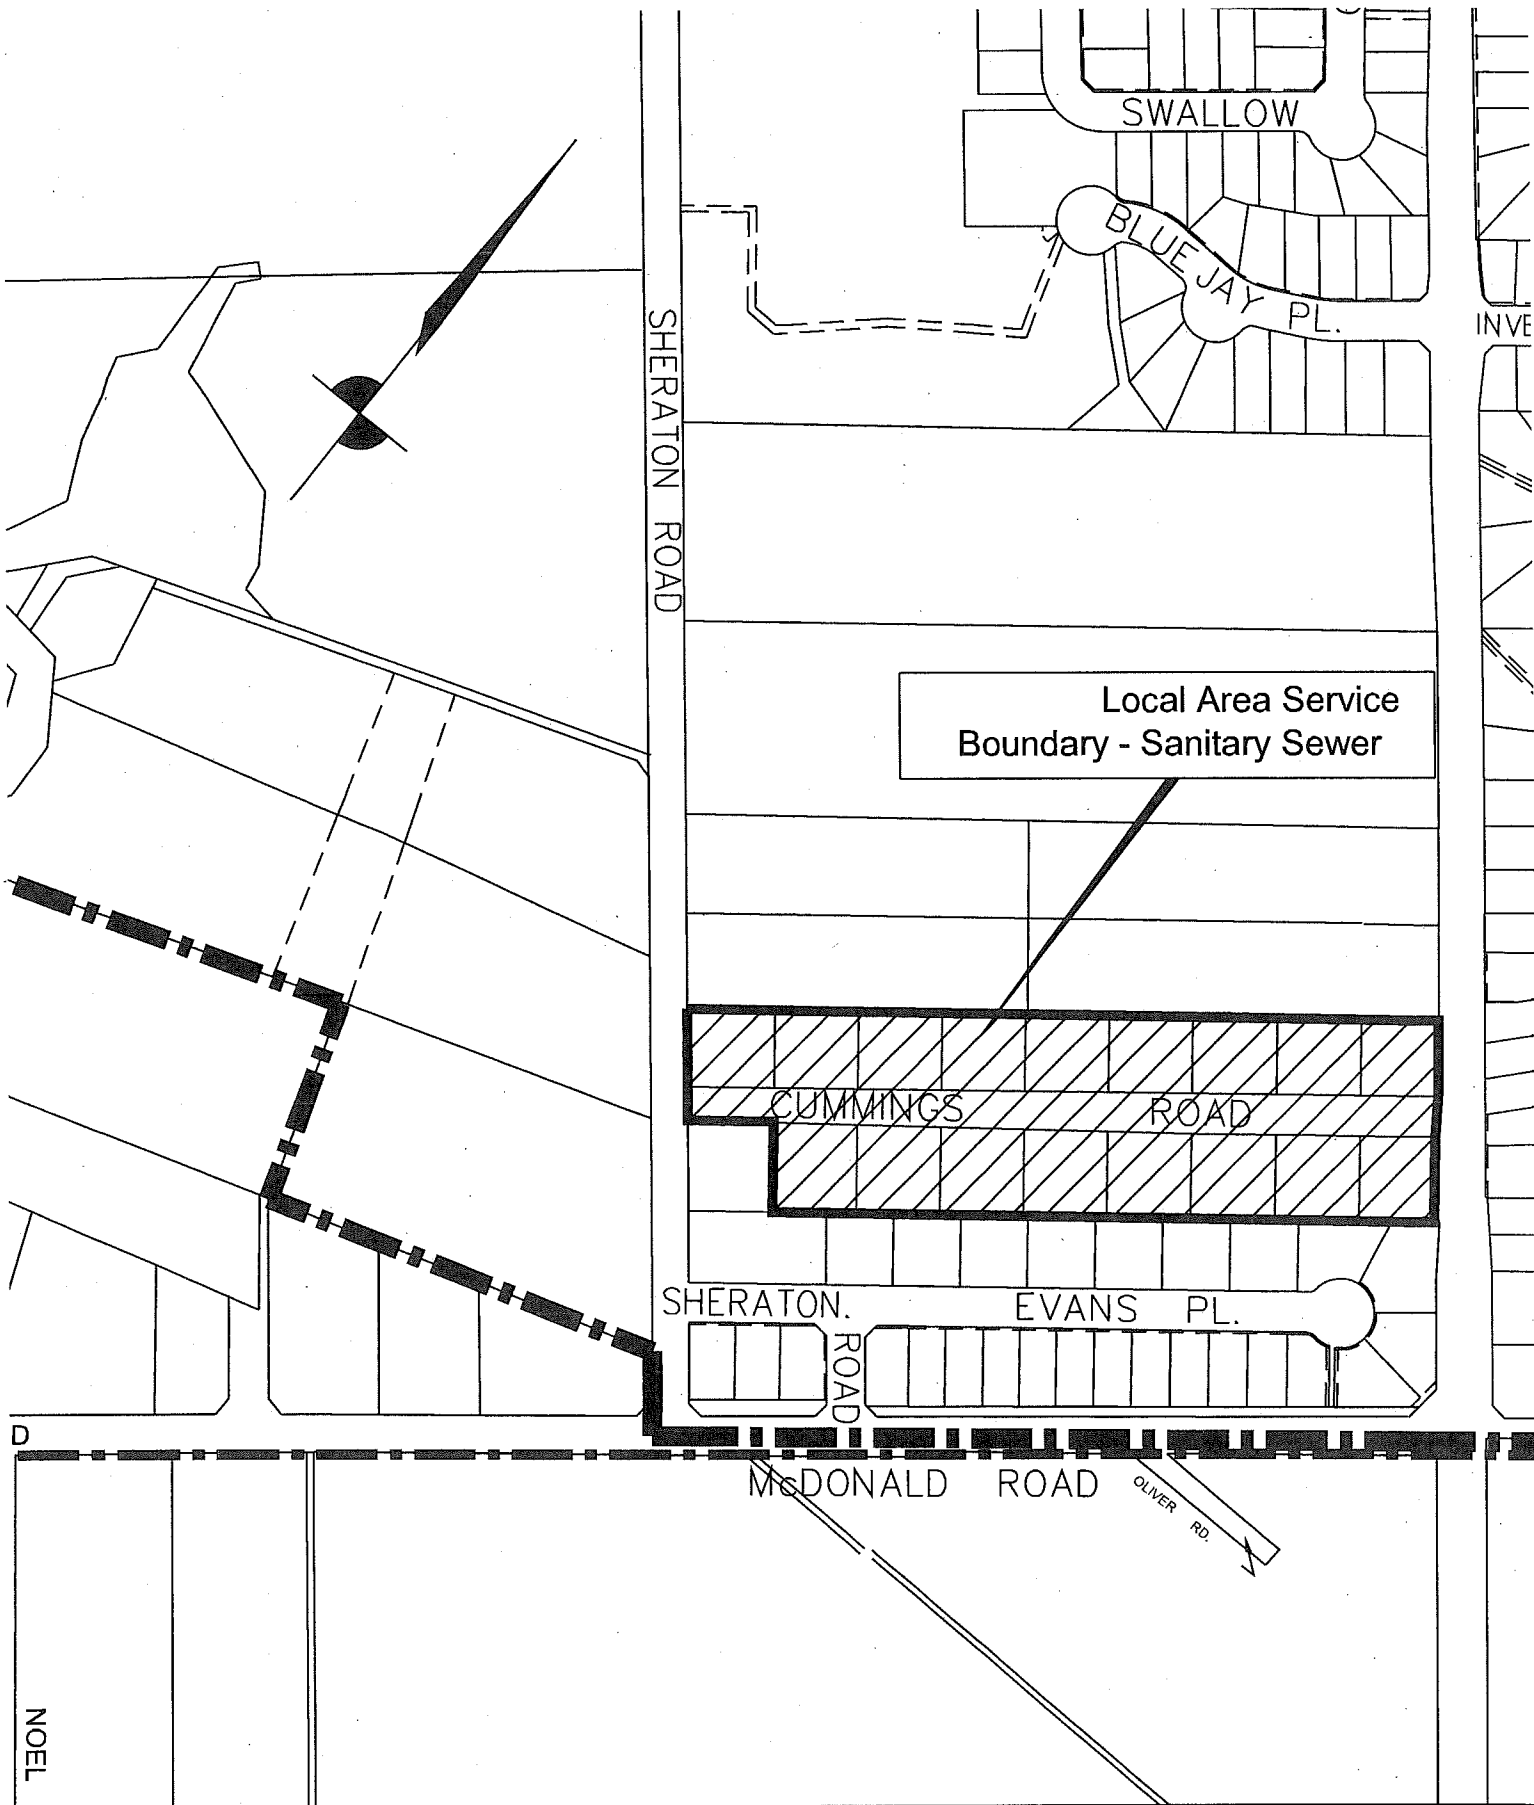 SWALLOW
BLUE JAY PL.
INVE
SHERATON ROAD
Local Area Service
Boundary - Sanitary Sewer
CUMMINGS ROAD
SHERATON.
ROAD
EVANS PL.
D
McDONALD ROAD
OLIVER RD.
NOEL